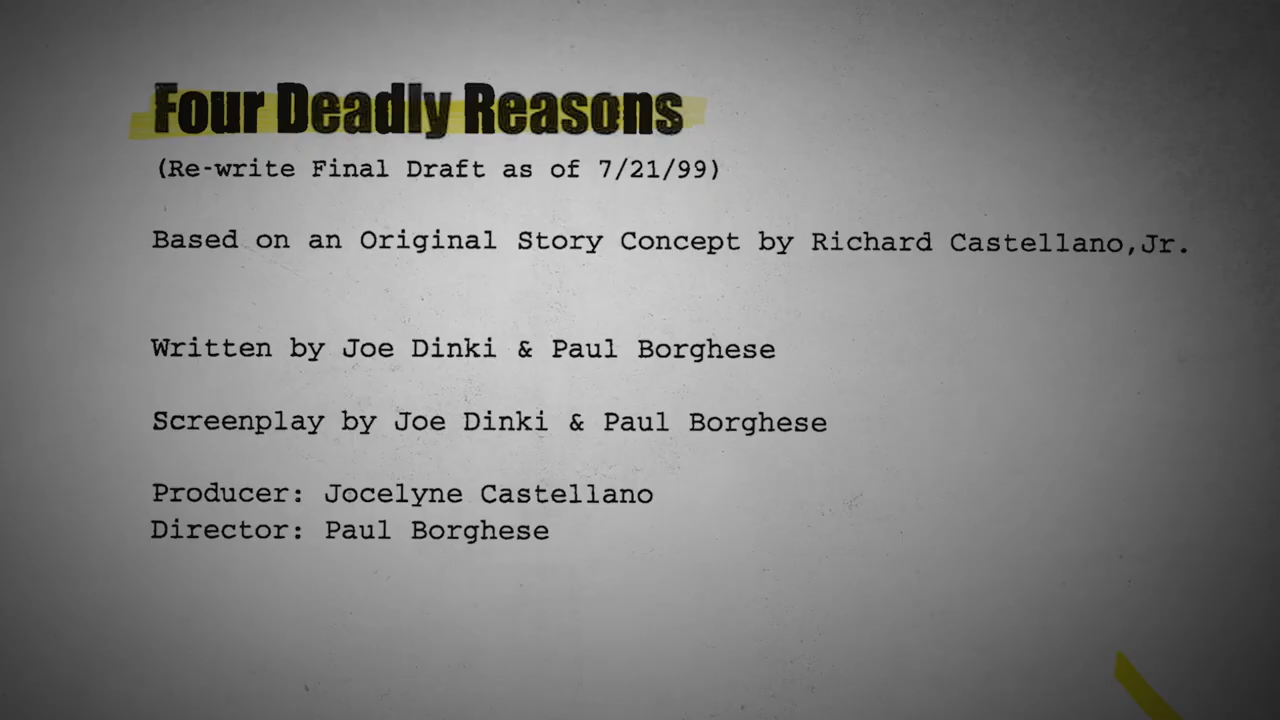 Four Deadly Reasons
(Re-write Final Draft as of 7/21/99)
Based on an Original Story Concept by Richard Castellano,Jr.
Written by Joe Dinki & Paul Borghese
Screenplay by Joe Dinki & Paul Borghese
Producer: Jocelyne Castellano
Director: Paul Borghese